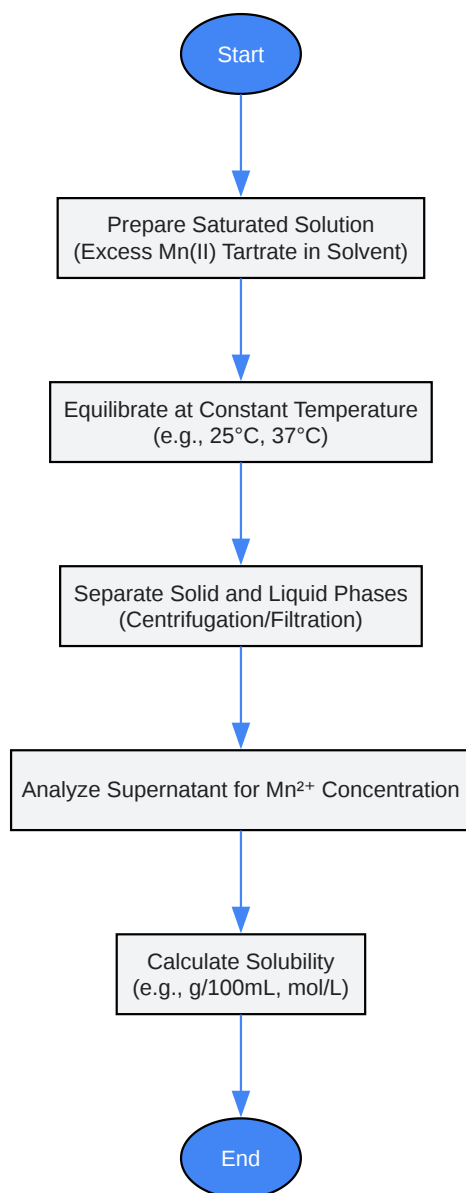 Start
Prepare Saturated Solution
(Excess Mn(II) Tartrate in Solvent)
Equilibrate at Constant Temperature
(e.g., 25°C, 37°C)
Separate Solid and Liquid Phases
(Centrifugation/Filtration)
Analyze Supernatant for Mn²⁺ Concentration
Calculate Solubility
(e.g., g/100mL, mol/L)
End